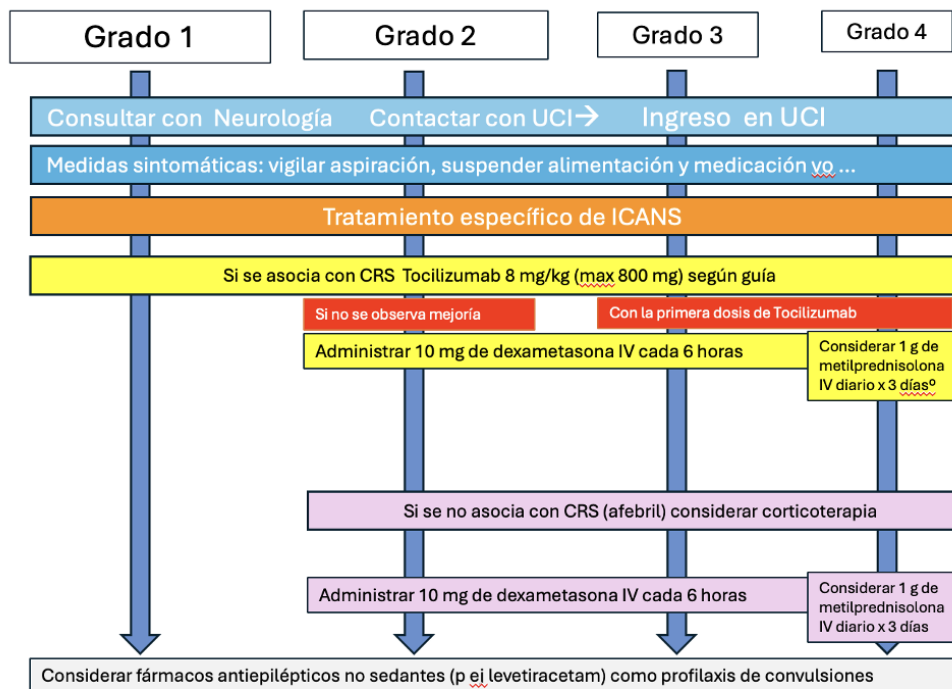 Grado 1
Grado 2
Grado 3
Grado 4
Consultar con Neurología
Contactar con UCI→
Ingreso en UCI
Medidas sintomáticas: vigilar aspiración, suspender alimentación y medicación vo ...
Tratamiento específico de ICANS
Si se asocia con CRS Tocilizumab 8 mg/kg (max 800 mg) según guía
Si no se observa mejoría
Con la primera dosis de Tocilizumab
Administrar 10 mg de dexametasona IV cada 6 horas
Considerar 1 g de
metilprednisolona
IV diario x 3 díasº
Si se no asocia con CRS (afebril) considerar corticoterapia
Administrar 10 mg de dexametasona IV cada 6 horas
Considerar 1 g de
metilprednisolona
IV diario x 3 días
Considerar fármacos antiepilépticos no sedantes (p ej levetiracetam) como profilaxis de convulsiones